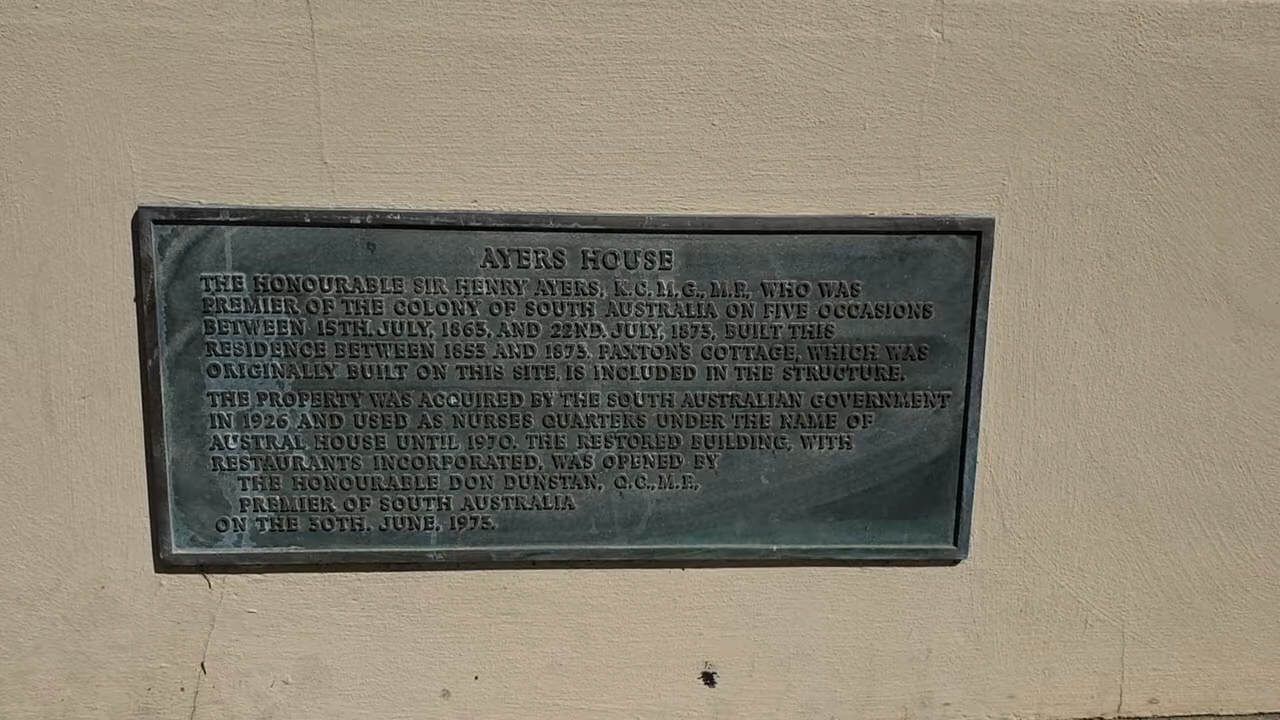 AYERS HOUSE
THE HONOURABLE SIR HENRY AYERS, K.C.M.G., M.P., WHO WAS
PREMIER OF THE COLONY OF SOUTH AUSTRALIA ON FIVE OCCASIONS
BETWEEN 15TH. JULY, 1863, AND 22ND. JULY, 1873, BUILT THIS
RESIDENCE BETWEEN 1855 AND 1873. PAXTON'S COTTAGE, WHICH WAS
ORIGINALLY BUILT ON THIS SITE, IS INCLUDED IN THE STRUCTURE.
THE PROPERTY WAS ACQUIRED BY THE SOUTH AUSTRALIAN GOVERNMENT
IN 1926 AND USED AS NURSES QUARTERS UNDER THE NAME OF
AUSTRAL HOUSE UNTIL 1970. THE RESTORED BUILDING, WITH
RESTAURANTS INCORPORATED, WAS OPENED BY
THE HONOURABLE DON DUNSTAN, Q.C., M.P.,
PREMIER OF SOUTH AUSTRALIA
ON THE 30TH. JUNE, 1973.